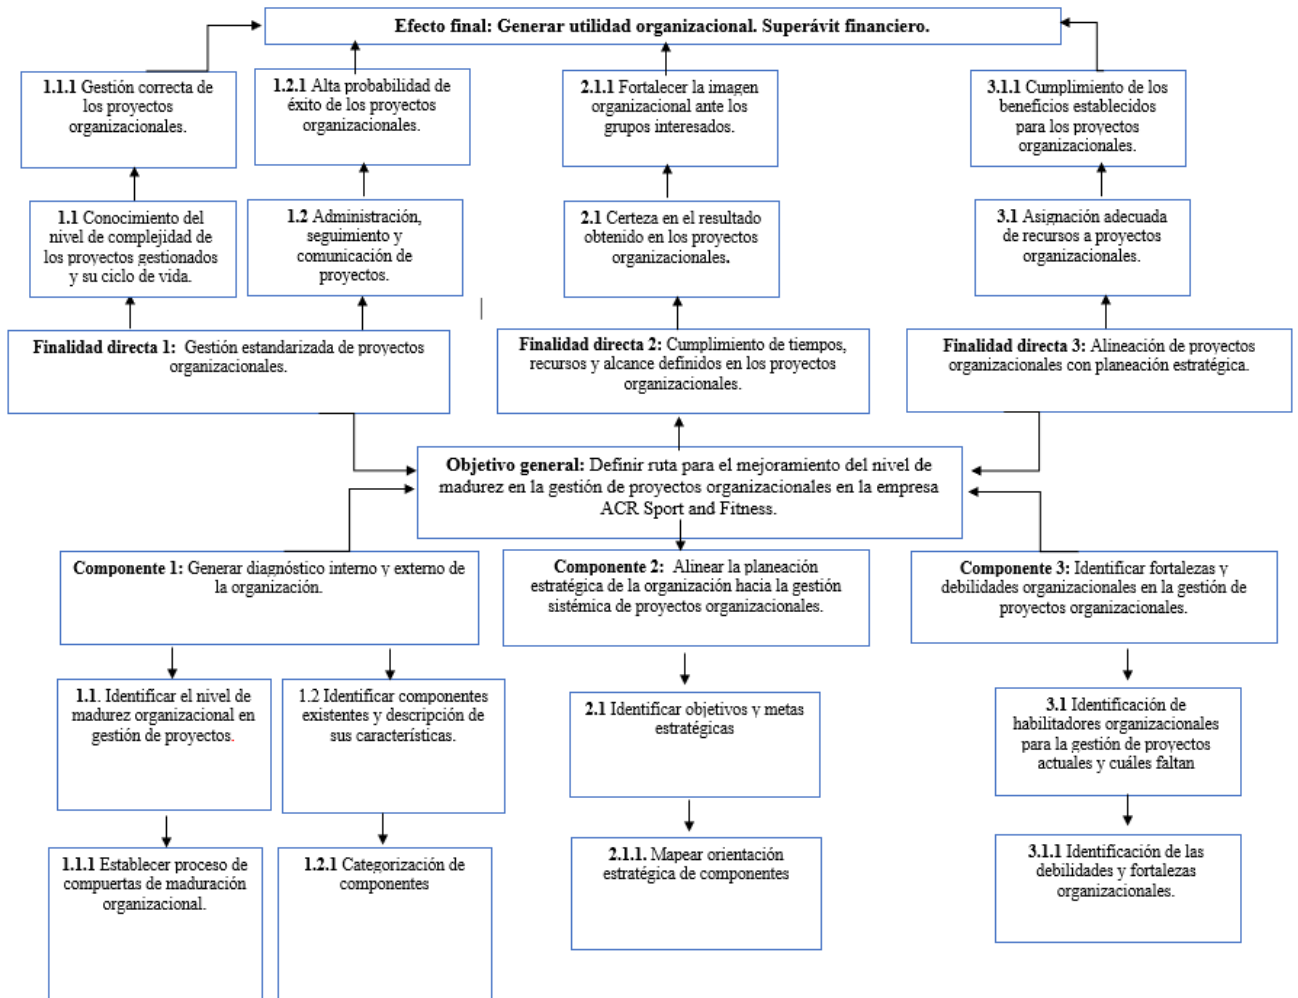 Efecto final: Generar utilidad organizacional. Superávit financiero.
1.1.1 Gestión correcta de
los proyectos
organizacionales.
1.2.1 Alta probabilidad de
éxito de los proyectos
organizacionales.
2.1.1 Fortalecer la imagen
organizacional ante los
grupos interesados.
3.1.1 Cumplimiento de los
beneficios establecidos
para los proyectos
organizacionales.
1.1 Conocimiento del
nivel de complejidad de
los proyectos gestionados
y su ciclo de vida.
1.2 Administración,
seguimiento y
comunicación de
proyectos.
2.1 Certeza en el resultado
obtenido en los proyectos
organizacionales.
3.1 Asignación adecuada
de recursos a proyectos
organizacionales.
Finalidad directa 1: Gestión estandarizada de proyectos
organizacionales.
Finalidad directa 2: Cumplimiento de tiempos,
recursos y alcance definidos en los proyectos
organizacionales.
Finalidad directa 3: Alineación de proyectos
organizacionales con planeación estratégica.
Objetivo general: Definir ruta para el mejoramiento del nivel de
madurez en la gestión de proyectos organizacionales en la empresa
ACR Sport and Fitness.
Componente 1: Generar diagnóstico interno y externo de
la organización.
Componente 2: Alinear la planeación
estratégica de la organización hacia la gestión
sistémica de proyectos organizacionales.
Componente 3: Identificar fortalezas y
debilidades organizacionales en la gestión de
proyectos organizacionales.
1.1. Identificar el nivel de
madurez organizacional en
gestión de proyectos.
1.2 Identificar componentes
existentes y descripción de
sus características.
2.1 Identificar objetivos y metas
estratégicas
3.1 Identificación de
habilitadores organizacionales
para la gestión de proyectos
actuales y cuáles faltan
1.1.1 Establecer proceso de
compuertas de maduración
organizacional.
1.2.1 Categorización de
componentes
2.1.1. Mapear orientación
estratégica de componentes
3.1.1 Identificación de las
debilidades y fortalezas
organizacionales.